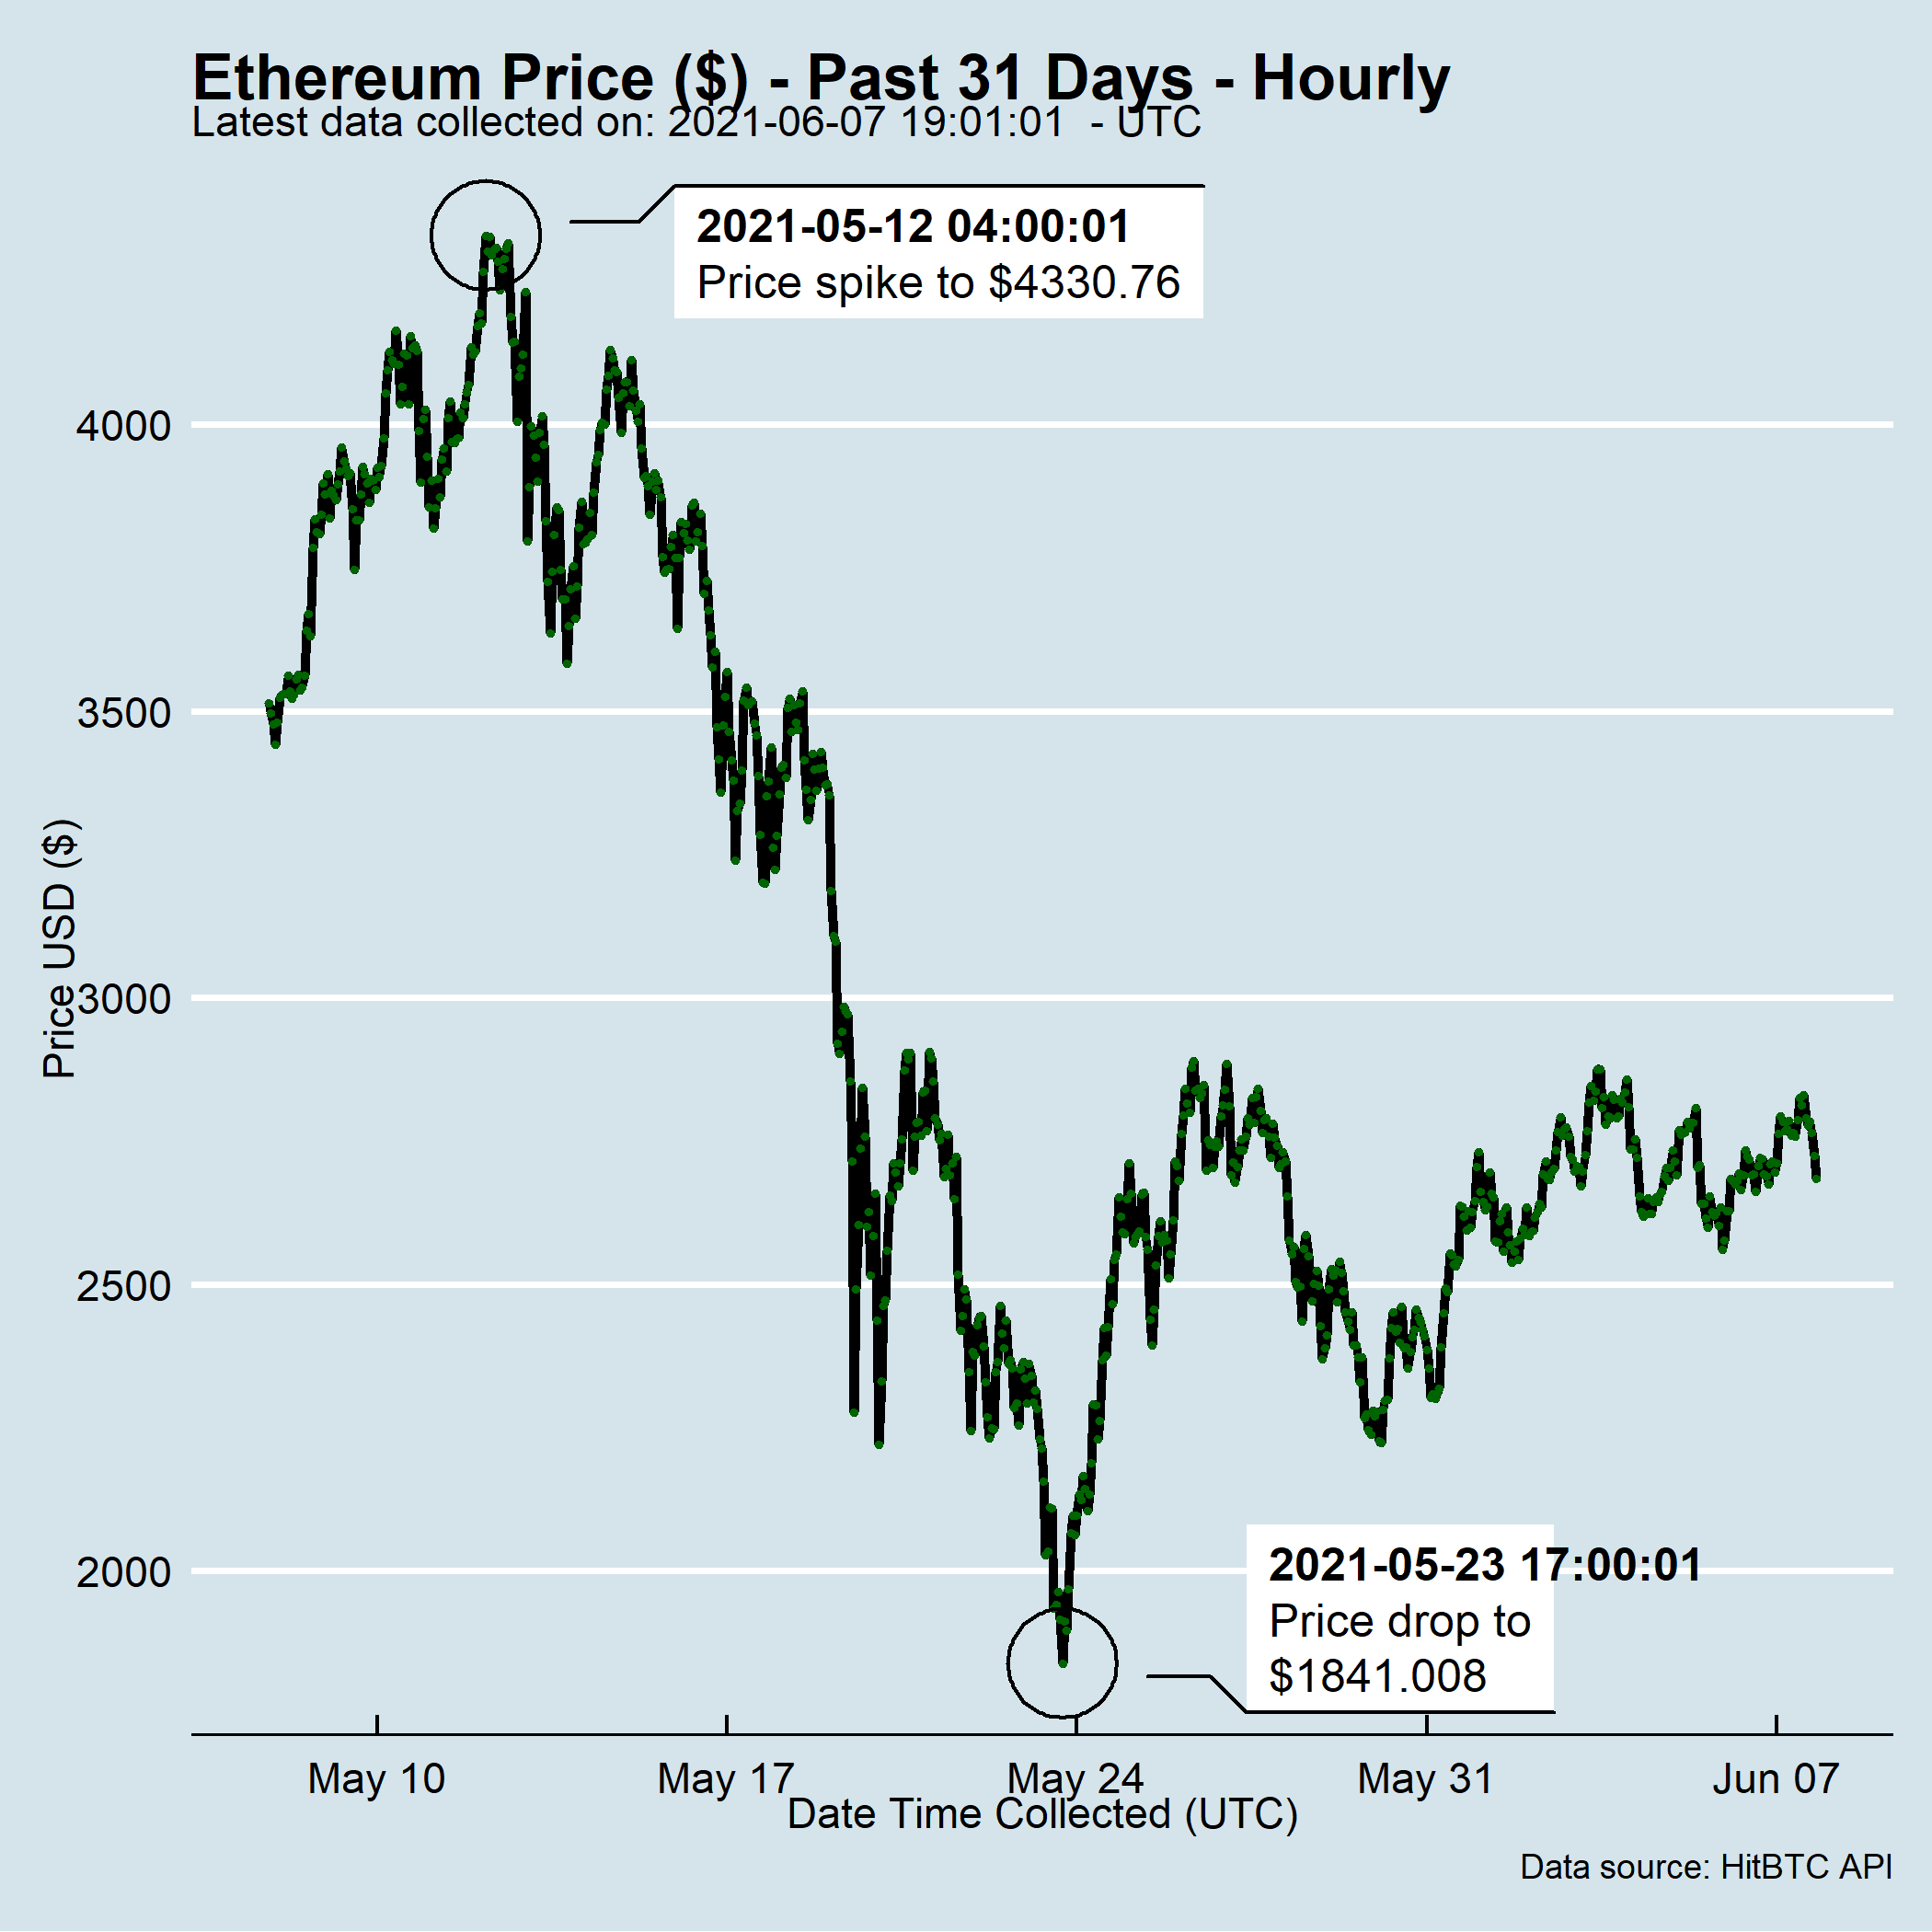 Ethereum Price ($) - Past 31 Days - Hourly
Latest data collected on: 2021-06-07 19:01:01  - UTC
2021-05-12 04:00:01
Price spike to $4330.76
4000
3500
3000
2500
2000
Price USD ($)
2021-05-23 17:00:01
Price drop to
$1841.008
May 10
May 17
May 24
May 31
Jun 07
Date Time Collected (UTC)
Data source: HitBTC API